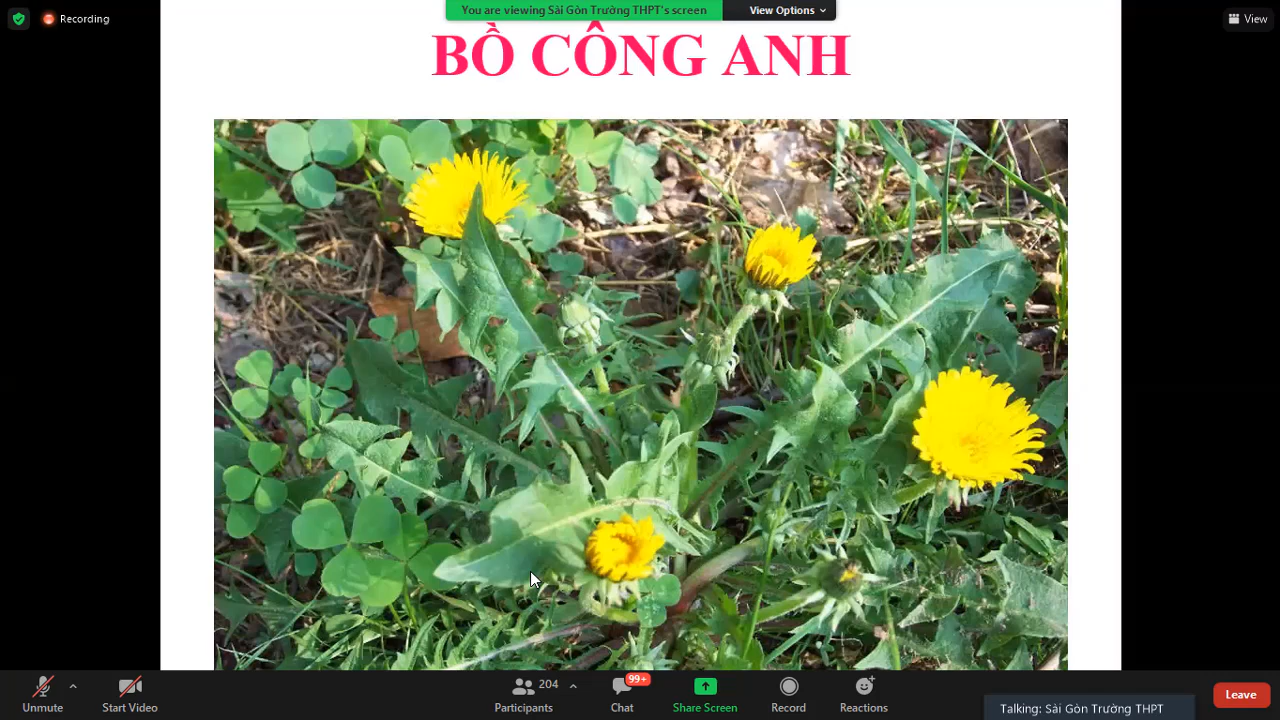 You are viewing Sài Gòn Trường THPT's screen
View Options
Recording
View
BỒ CÔNG ANH
Unmute
Start Video
204
Participants
99+
Chat
Share Screen
Record
Reactions
Talking: Sài Gòn Trường THPT
Leave